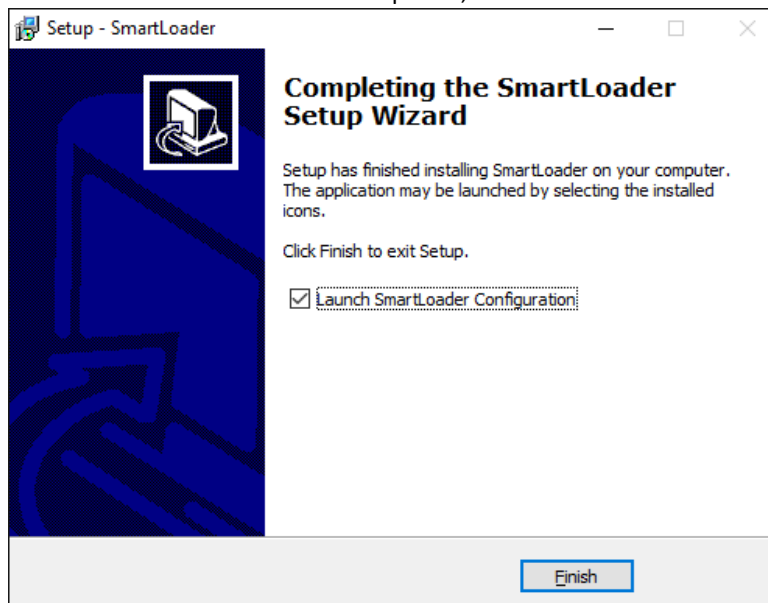 Setup - SmartLoader
Completing the SmartLoader
Setup Wizard
Setup has finished installing SmartLoader on your computer.
The application may be launched by selecting the installed
icons.
Click Finish to exit Setup.
Launch SmartLoader Configuration
Finish